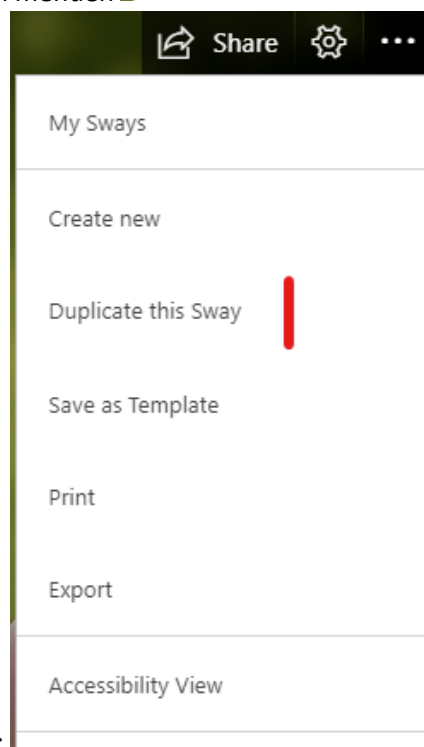 Share
My Sways
Create new
Duplicate this Sway
Save as Template
Print
Export
Accessibility View